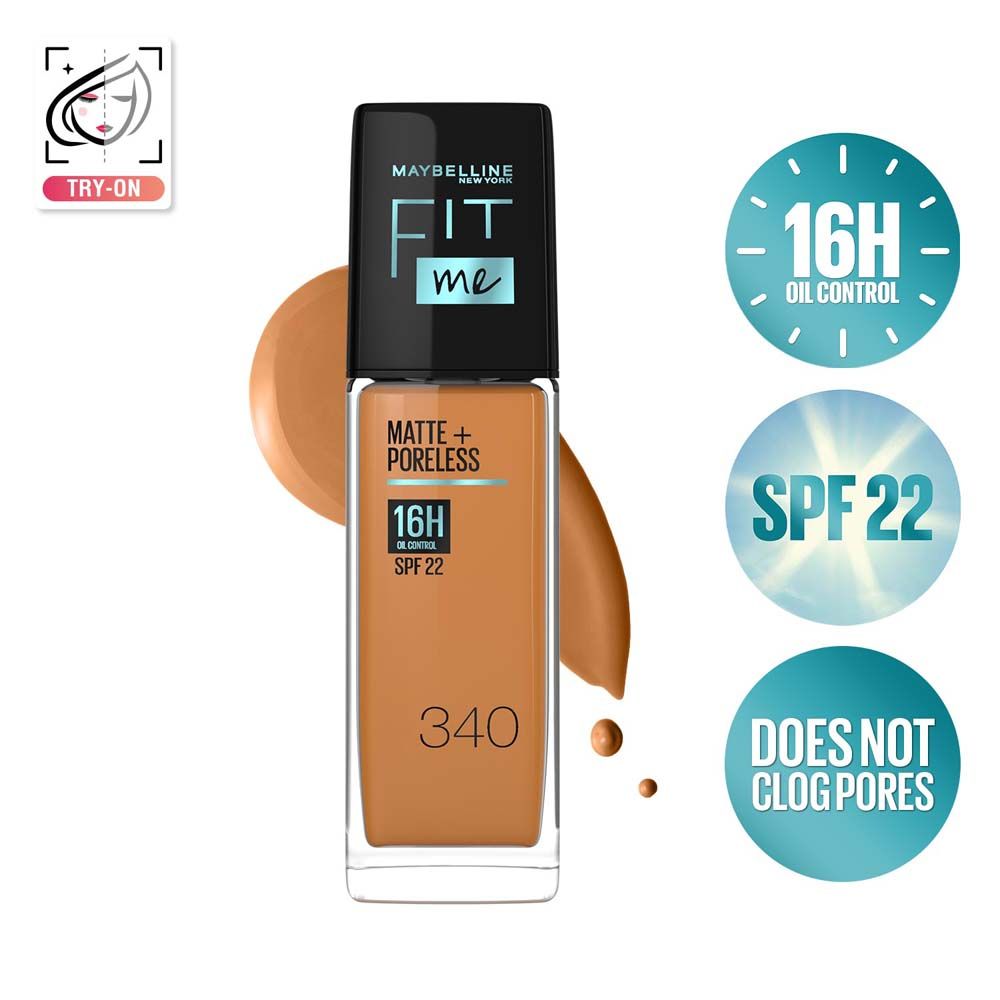 TRY-ON
MAYBELLINE
NEW YORK
FIT
me
MATTE +
PORELESS
16H
OIL CONTROL
SPF 22
340
16H
OIL CONTROL
SPF 22
DOES NOT
CLOG PORES